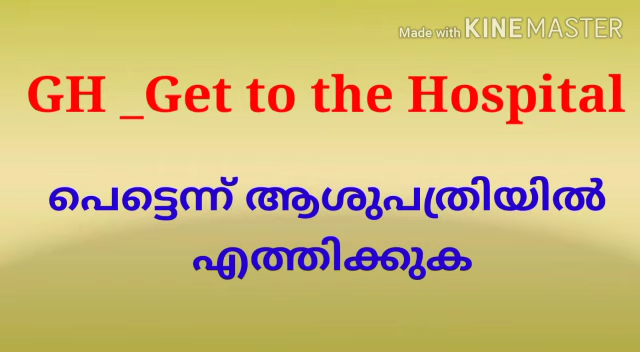 Made with KINEMASTER
GH _Get to the Hospital
പെട്ടെന്ന് ആശുപത്രിയിൽ
എത്തിക്കുക